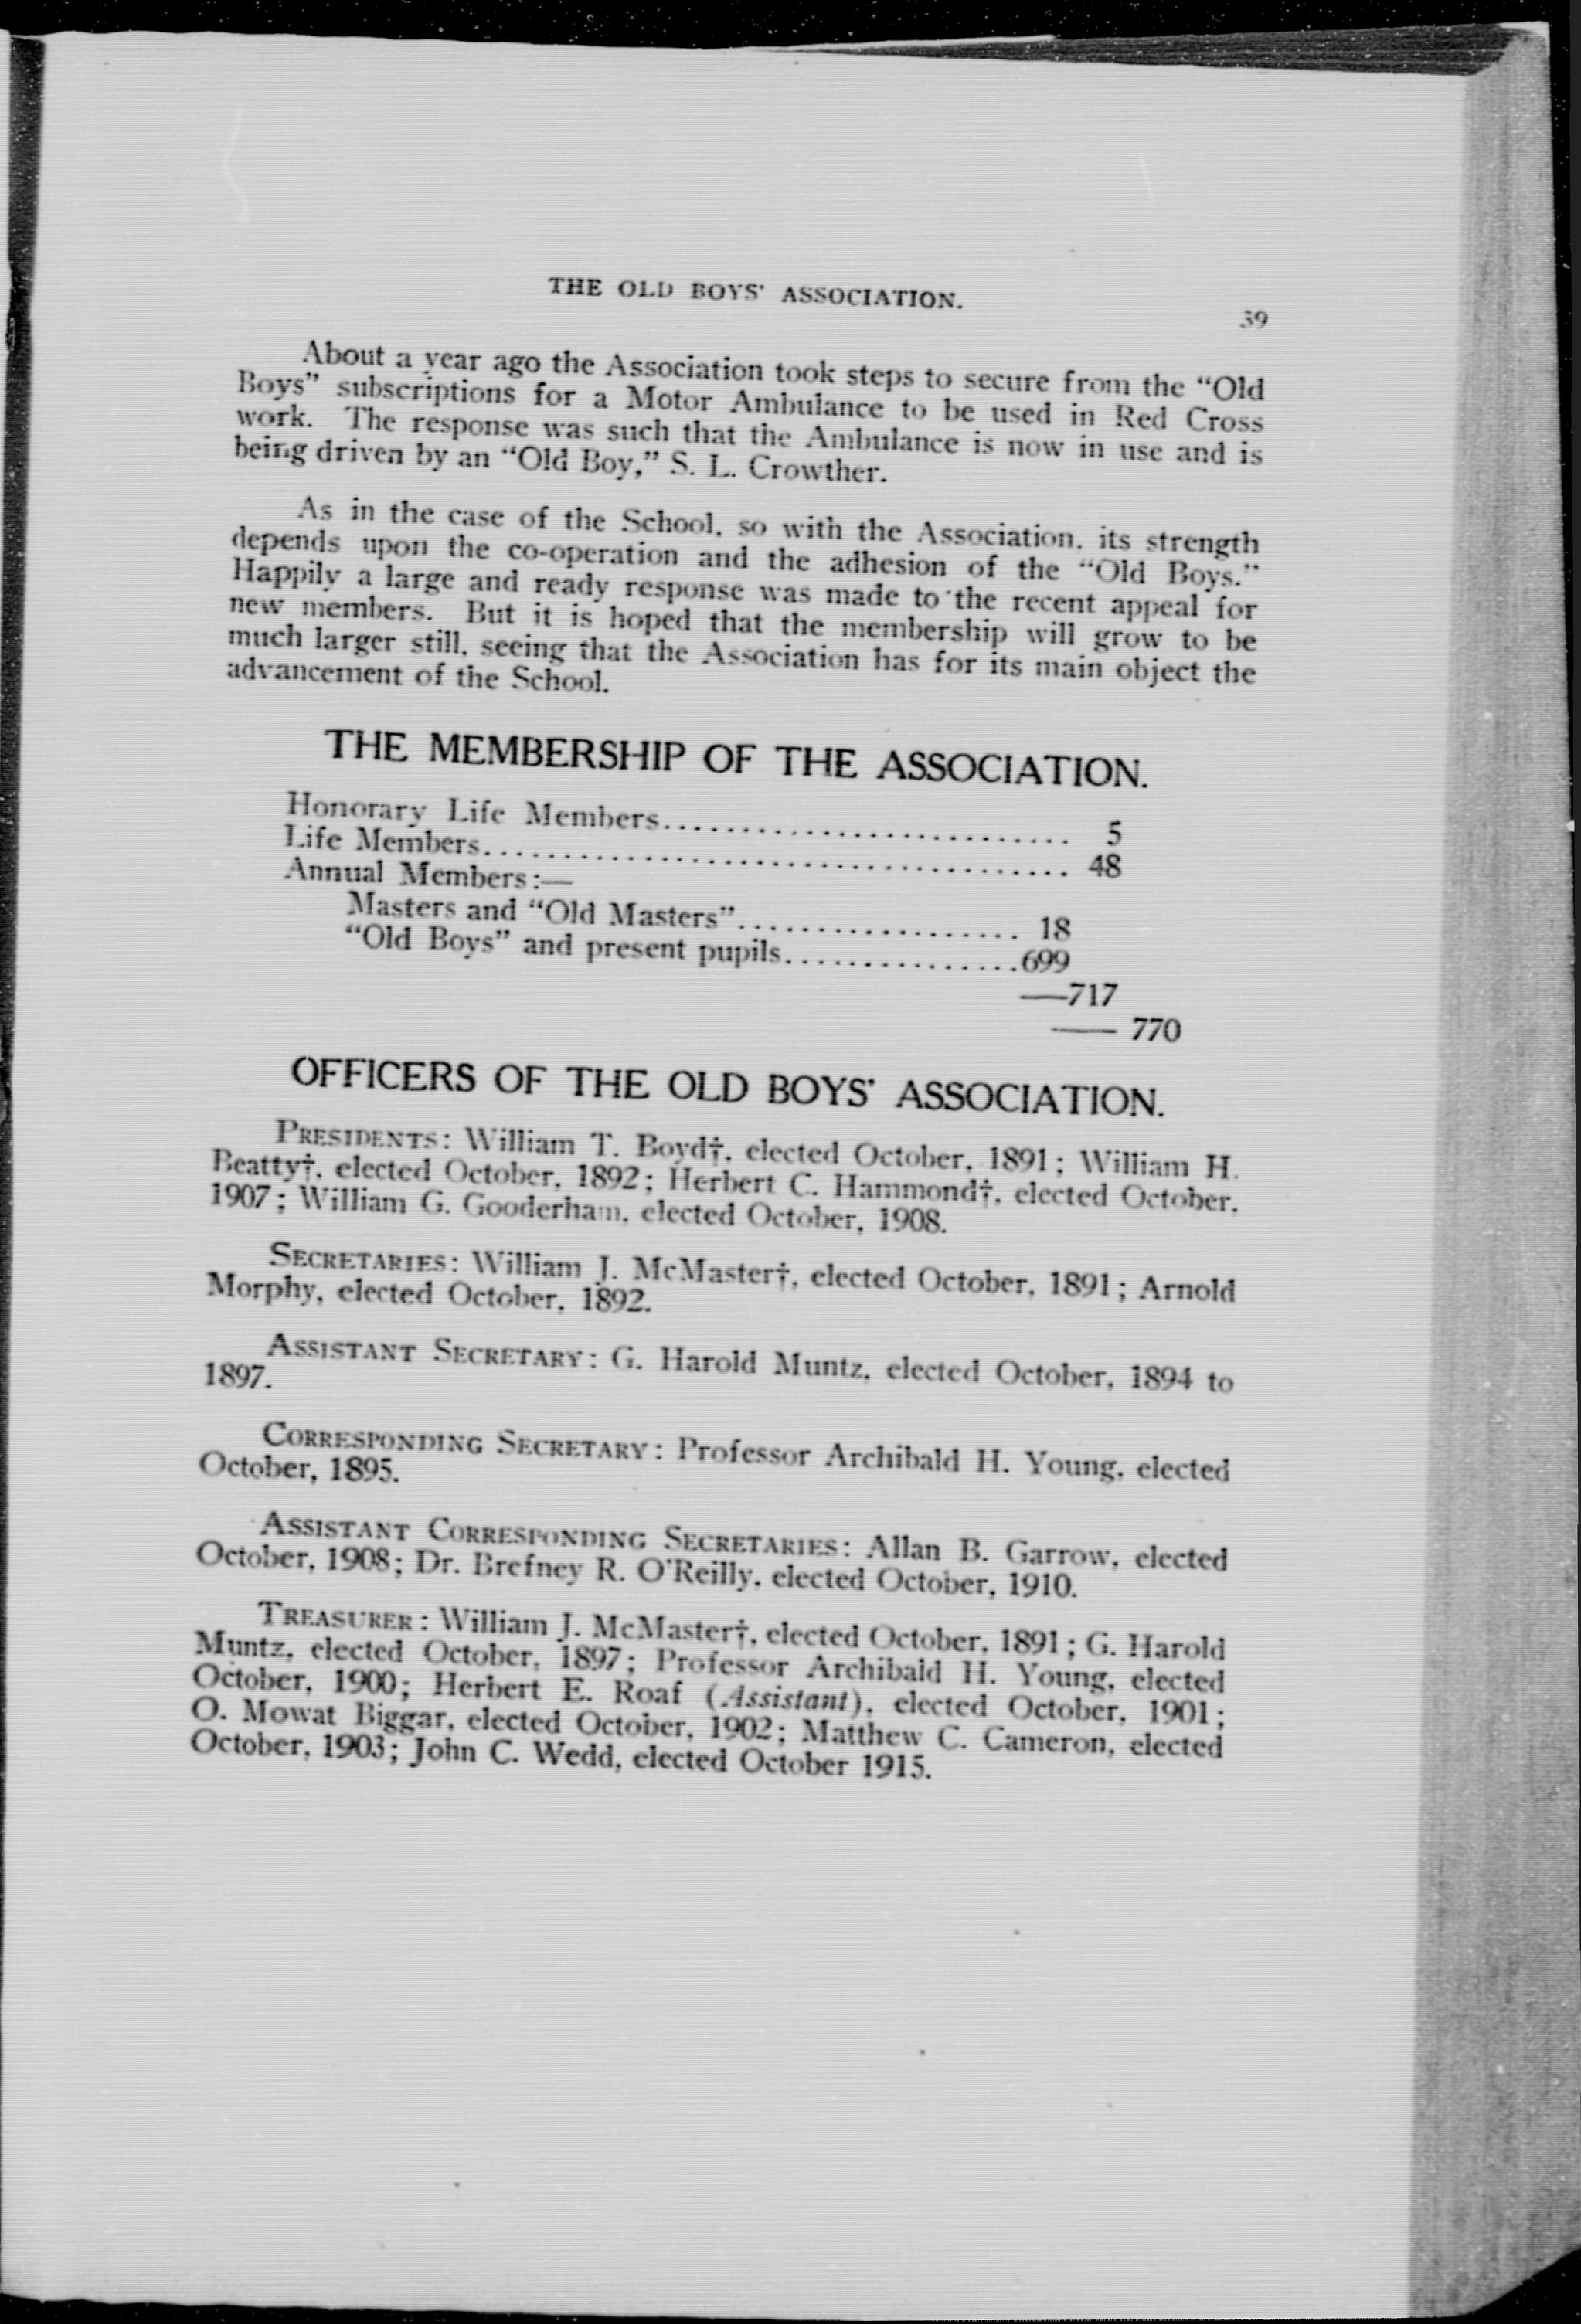 THE OLD BOYS' ASSOCIATION.
39
About a year ago the Association took steps to secure from the “Old
Boys” subscriptions for a Motor Ambulance to be used in Red Cross
work. The response was such that the Ambulance is now in use and is
being driven by an “Old Boy,” S. L. Crowther.
As in the case of the School, so with the Association, its strength
depends upon the co-operation and the adhesion of the “Old Boys.”
Happily a large and ready response was made to the recent appeal for
new members. But it is hoped that the membership will grow to be
much larger still, seeing that the Association has for its main object the
advancement of the School.
THE MEMBERSHIP OF THE ASSOCIATION.
Honorary Life Members.......................... 5
Life Members..................................... 48
Annual Members:—
Masters and “Old Masters”.................. 18
“Old Boys” and present pupils...............699
—717
—— 770
OFFICERS OF THE OLD BOYS' ASSOCIATION.
PRESIDENTS: William T. Boyd†, elected October, 1891; William H.
Beatty†, elected October, 1892; Herbert C. Hammond†, elected October,
1907; William G. Gooderham, elected October, 1908.
SECRETARIES: William J. McMaster†, elected October, 1891; Arnold
Morphy, elected October, 1892.
ASSISTANT SECRETARY: G. Harold Muntz, elected October, 1894 to
1897.
CORRESPONDING SECRETARY: Professor Archibald H. Young, elected
October, 1895.
ASSISTANT CORRESPONDING SECRETARIES: Allan B. Garrow, elected
October, 1908; Dr. Brefney R. O'Reilly, elected October, 1910.
TREASURER: William J. McMaster†, elected October, 1891; G. Harold
Muntz, elected October, 1897; Professor Archibald H. Young, elected
October, 1900; Herbert E. Roaf (Assistant), elected October, 1901;
O. Mowat Biggar, elected October, 1902; Matthew C. Cameron, elected
October, 1903; John C. Wedd, elected October 1915.